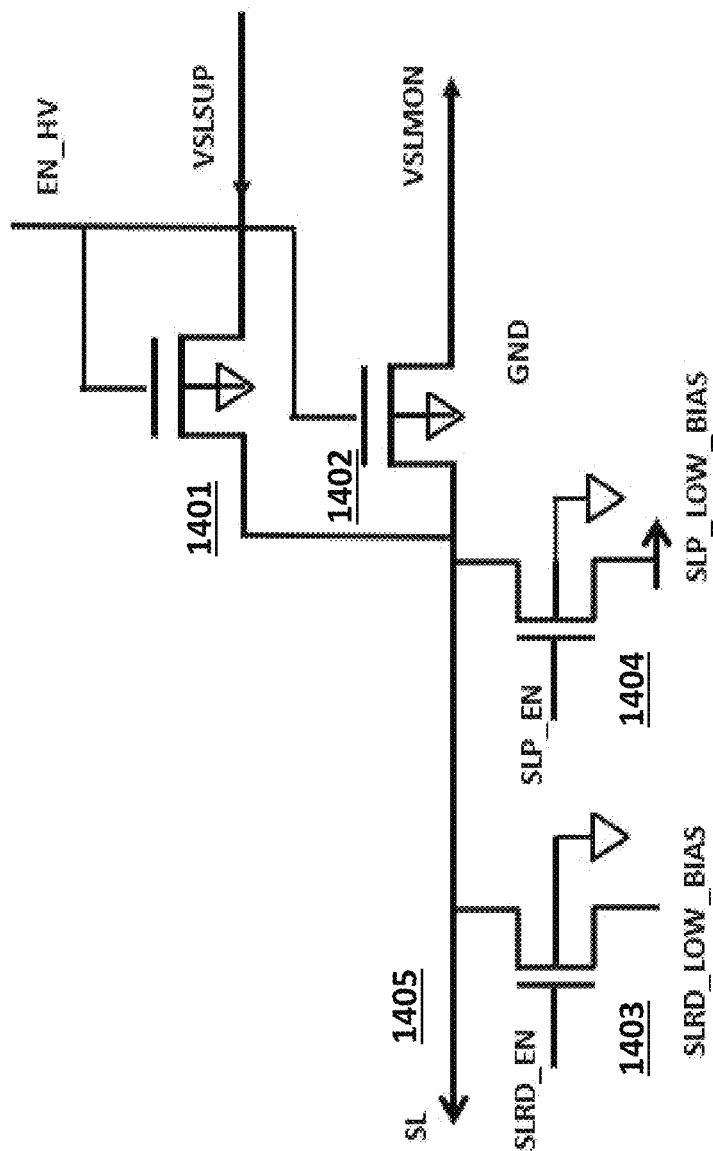 EN_HV
VSLSUP
1401
VSLMON
1402
GND
SL
1405
SLRD_EN
1403
SLRD_LOW_BIAS
SLP_EN
1404
SLP_LOW_BIAS